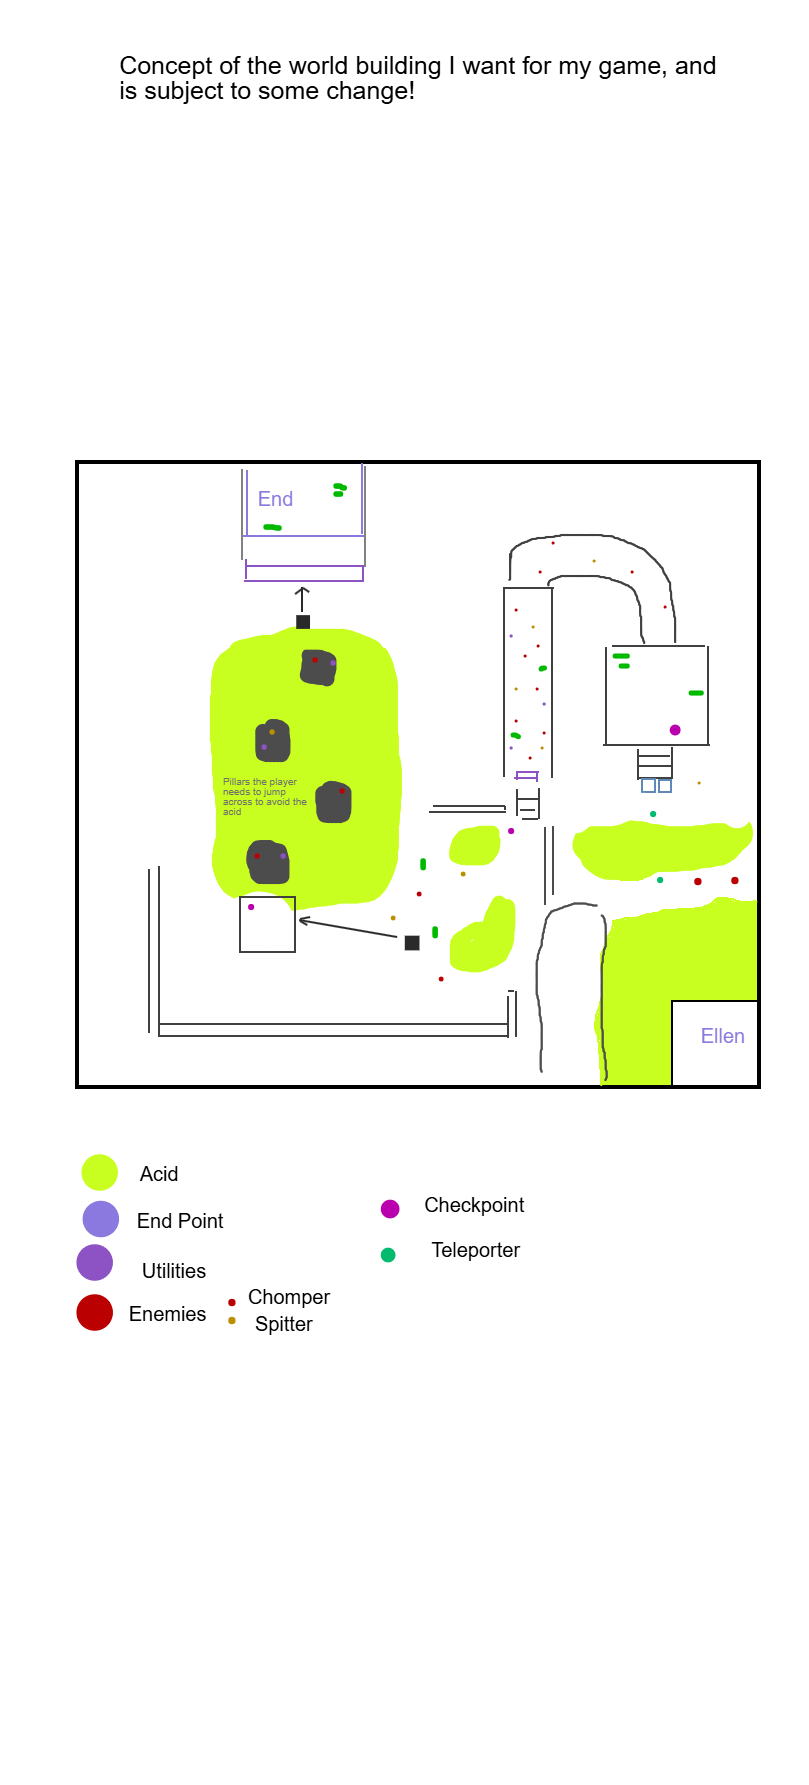 Concept of the world building I want for my game, and
is subject to some change!
End
Pillars the player
needs to jump
across to avoid the
acid
Ellen
Acid
End Point
Utilities
Enemies
Chomper
Spitter
Checkpoint
Teleporter